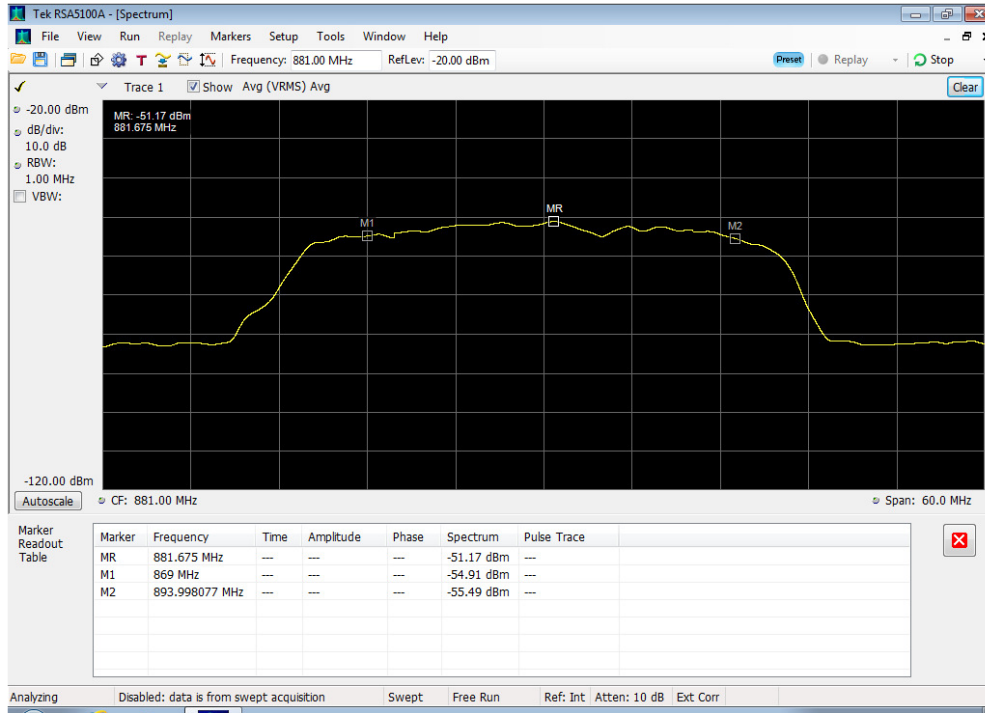 Tek RSA5100A - [Spectrum]
File View Run Replay Markers Setup Tools Window Help
T Frequency: 881.00 MHz RefLev: -20.00 dBm Preset Replay Stop
Trace 1 Show Avg (VRMS) Avg Clear
-20.00 dBm
dB/div:
10.0 dB
RBW:
1.00 MHz
VBW:
MR: -51.17 dBm
881.675 MHz
M1 MR M2
-120.00 dBm
Autoscale CF: 881.00 MHz Span: 60.0 MHz
Marker
Readout
Table
Marker Frequency Time Amplitude Phase Spectrum Pulse Trace
MR 881.675 MHz --- --- --- -51.17 dBm ---
M1 869 MHz --- --- --- -54.91 dBm ---
M2 893.998077 MHz --- --- --- -55.49 dBm ---
Analyzing Disabled: data is from swept acquisition Swept Free Run Ref: Int Atten: 10 dB Ext Corr